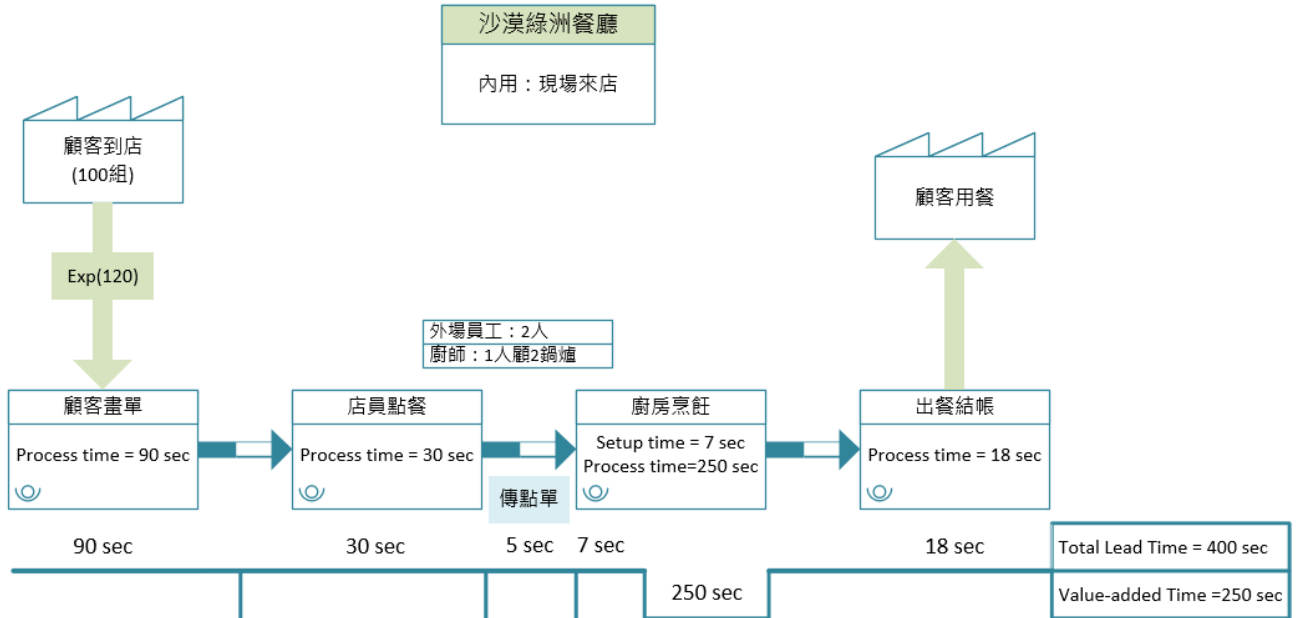 沙漠綠洲餐廳
內用：現場來店
顧客到店
(100組)
顧客用餐
Exp(120)
外場員工：2人
廚師：1人顧2鍋爐
顧客畫單
Process time = 90 sec
店員點餐
Process time = 30 sec
傳點單
廚房烹飪
Setup time = 7 sec
Process time=250 sec
出餐結帳
Process time = 18 sec
90 sec
30 sec
5 sec
7 sec
250 sec
18 sec
Total Lead Time = 400 sec
Value-added Time =250 sec